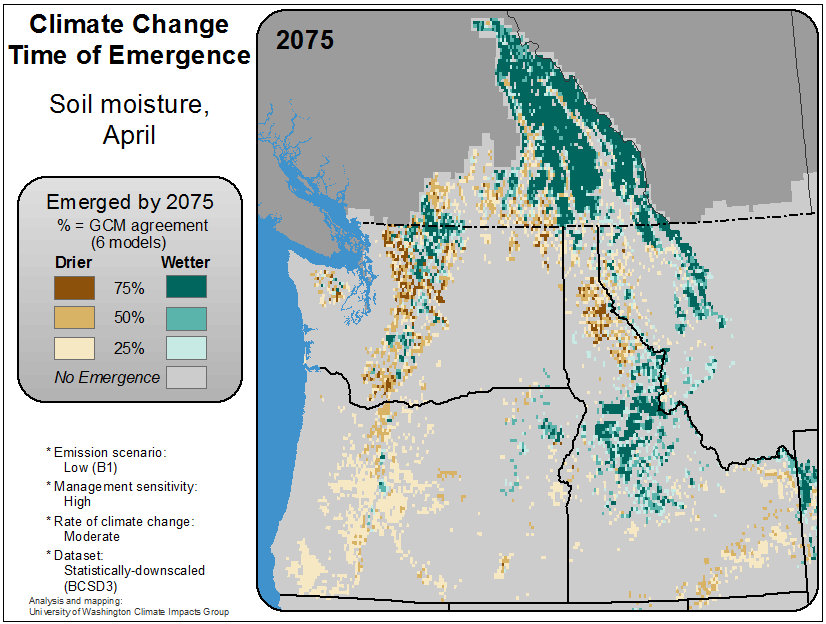 Climate Change
Time of Emergence
Soil moisture,
April
2075
Emerged by 2075
% = GCM agreement
(6 models)
Drier Wetter
75%
50%
25%
No Emergence
* Emission scenario:
Low (B1)
* Management sensitivity:
High
* Rate of climate change:
Moderate
* Dataset:
Statistically-downscaled
(BCSD3)
Analysis and mapping:
University of Washington Climate Impacts Group